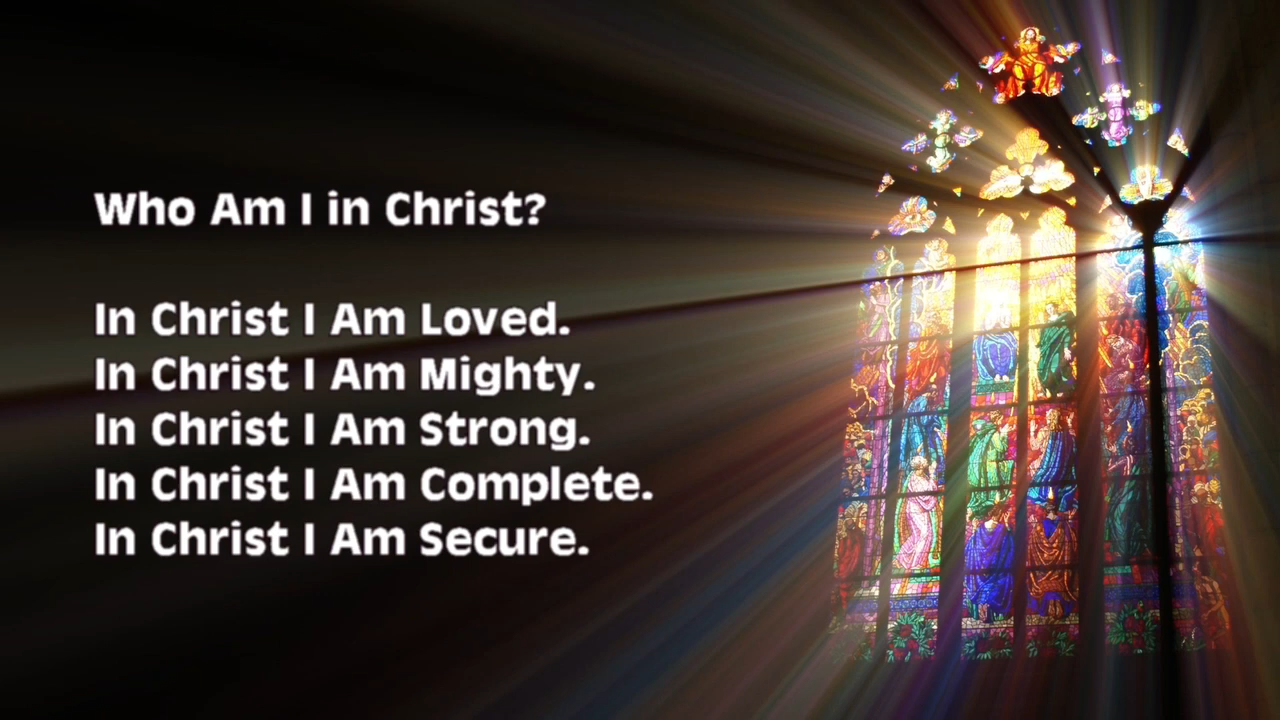 Who Am I in Christ?
In Christ I Am Loved.
In Christ I Am Mighty.
In Christ I Am Strong.
In Christ I Am Complete.
In Christ I Am Secure.